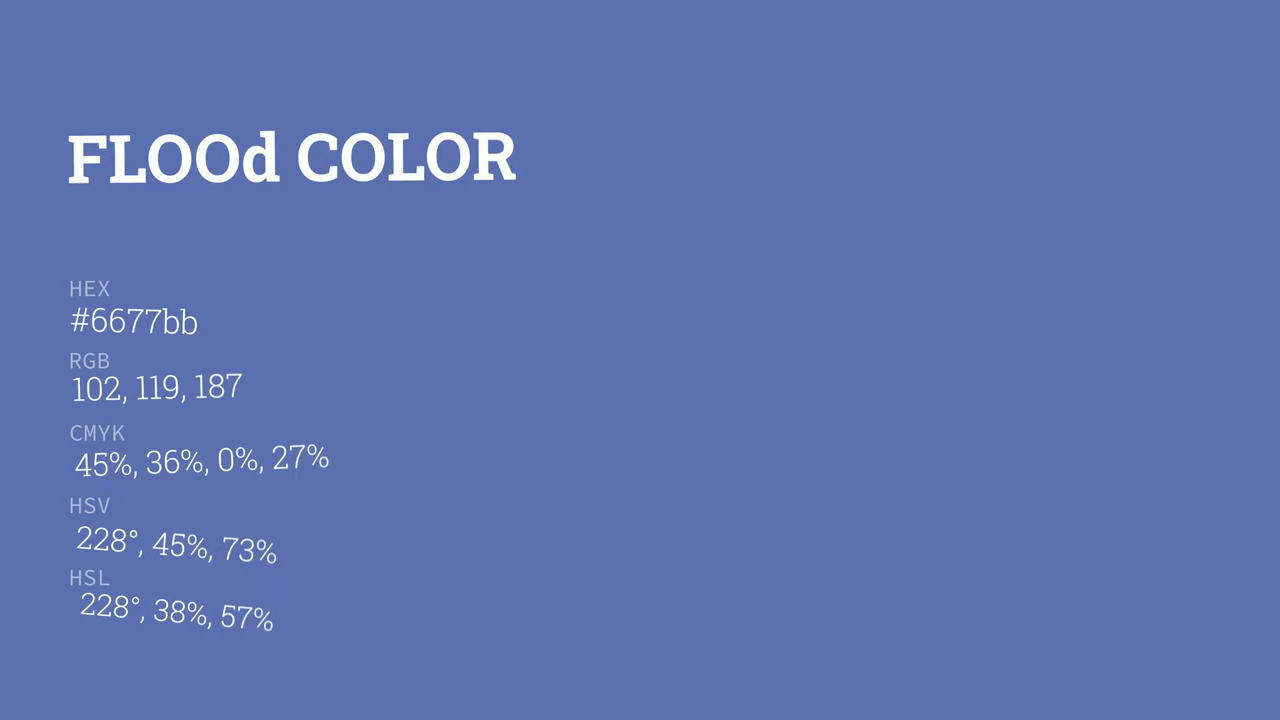 FLOOd COLOR
HEX
#6677bb
RGB
102, 119, 187
CMYK
45%, 36%, 0%, 27%
HSV
228°, 45%, 73%
HSL
228°, 38%, 57%